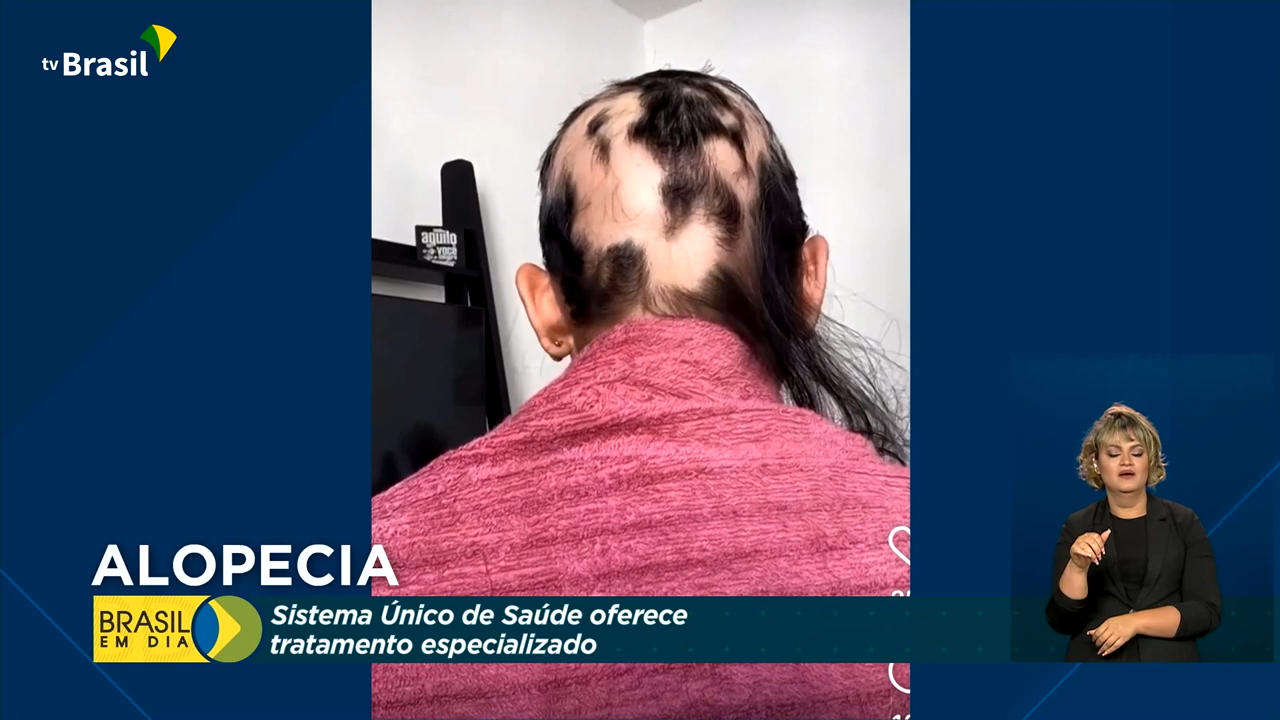 tv Brasil
aquilo
você
ALOPECIA
BRASIL
EM DIA
Sistema Único de Saúde oferece
tratamento especializado